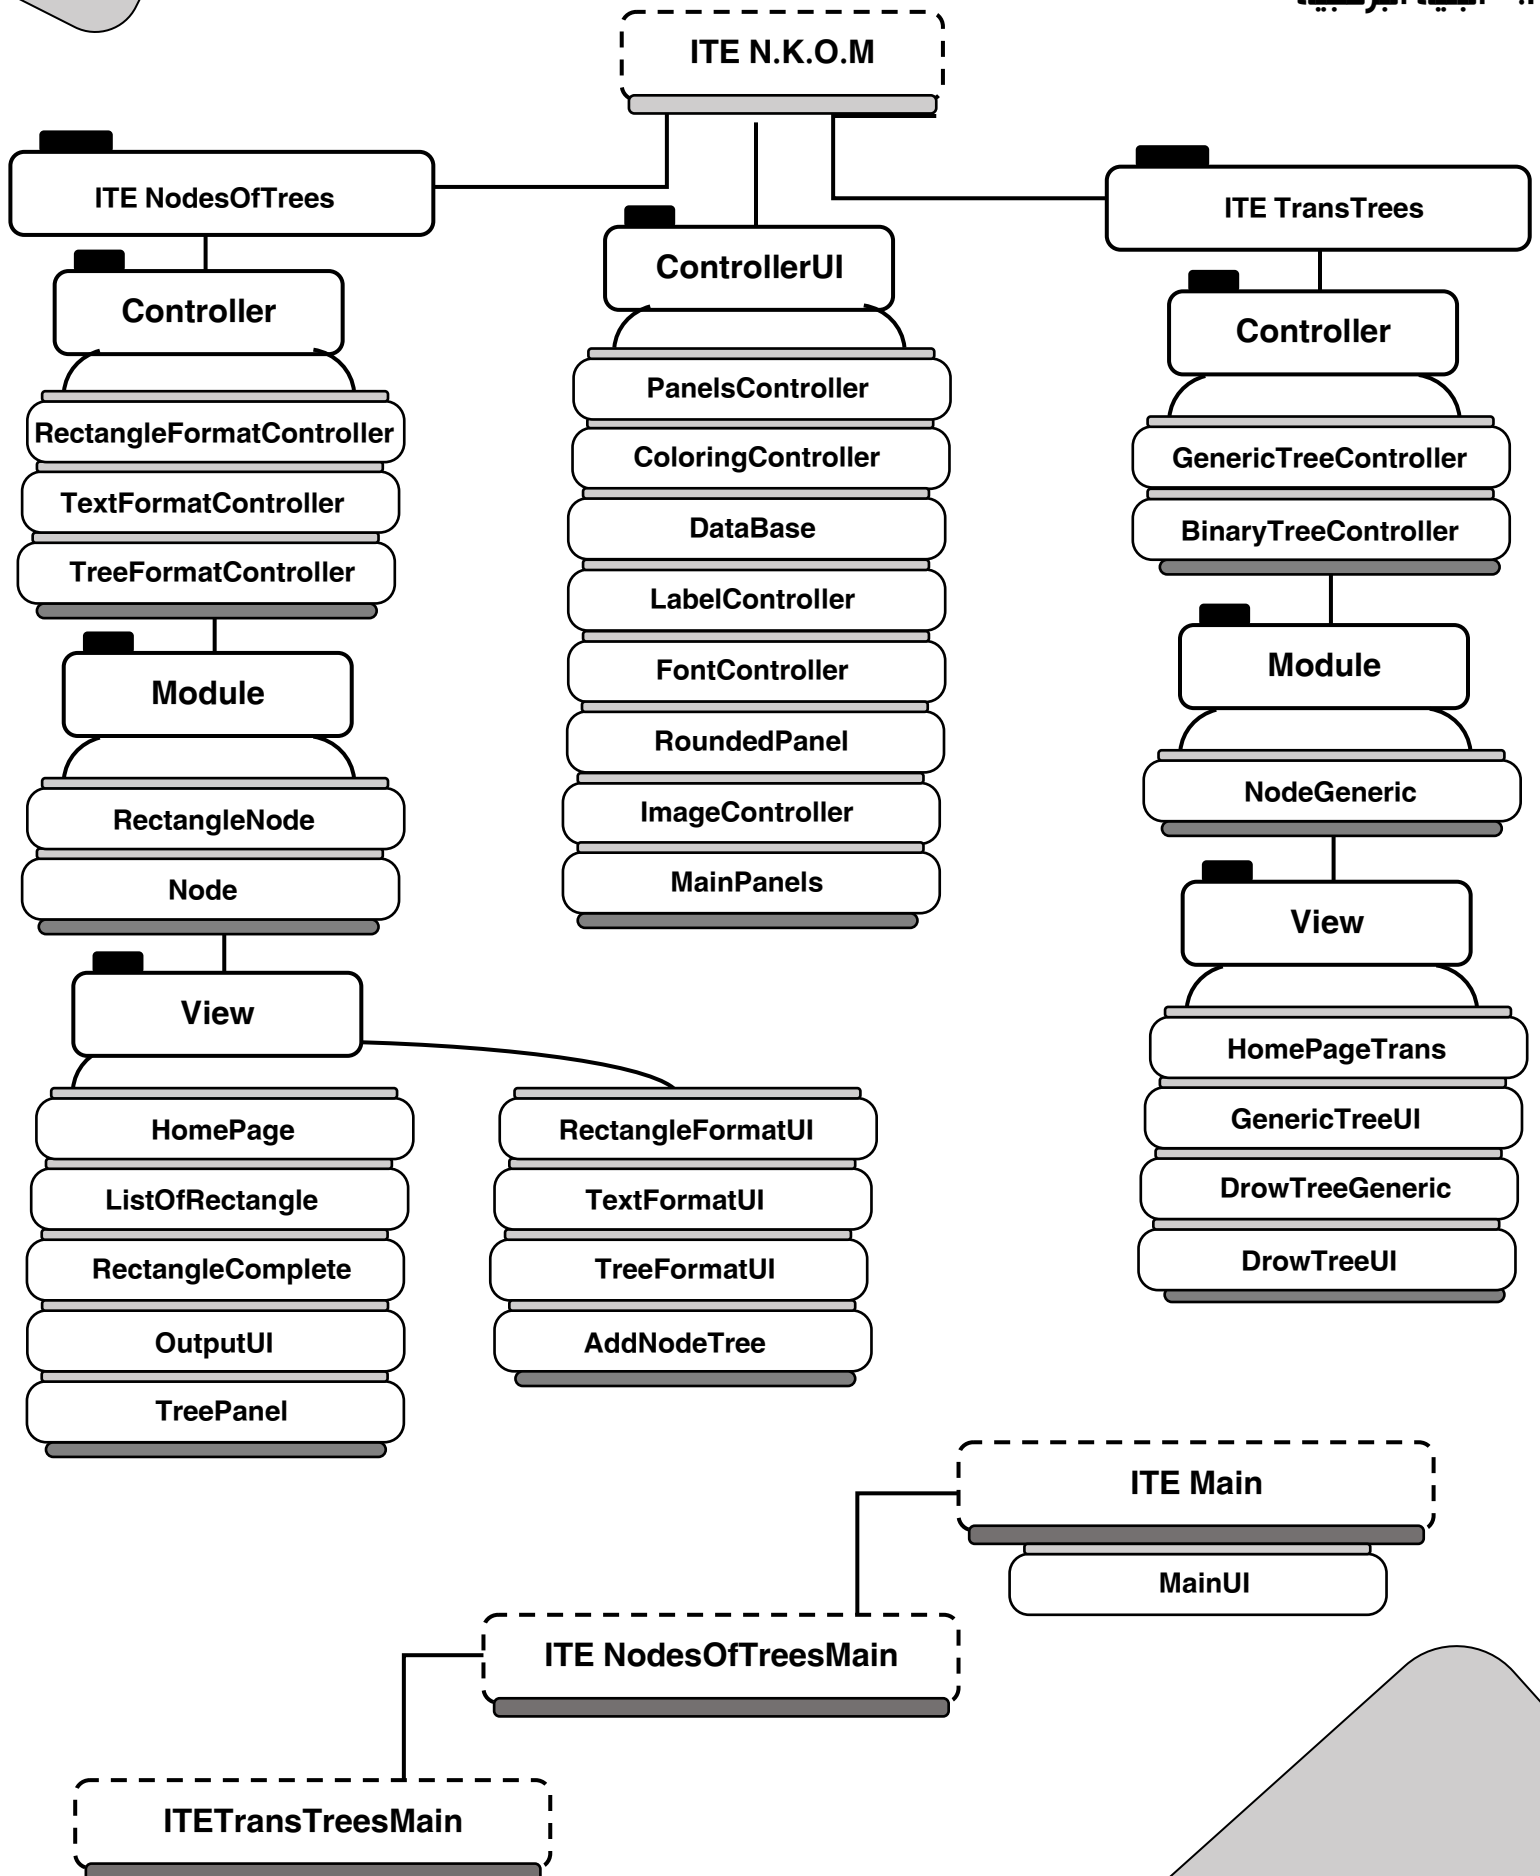 ITE N.K.O.M
ITE NodesOfTrees
Controller
RectangleFormatController
TextFormatController
TreeFormatController
Module
RectangleNode
Node
View
HomePage
ListOfRectangle
RectangleComplete
OutputUI
TreePanel
RectangleFormatUI
TextFormatUI
TreeFormatUI
AddNodeTree
ControllerUI
PanelsController
ColoringController
DataBase
LabelController
FontController
RoundedPanel
ImageController
MainPanels
ITE TransTrees
Controller
GenericTreeController
BinaryTreeController
Module
NodeGeneric
View
HomePageTrans
GenericTreeUI
DrowTreeGeneric
DrowTreeUI
ITE Main
MainUI
ITE NodesOfTreesMain
ITETransTreesMain